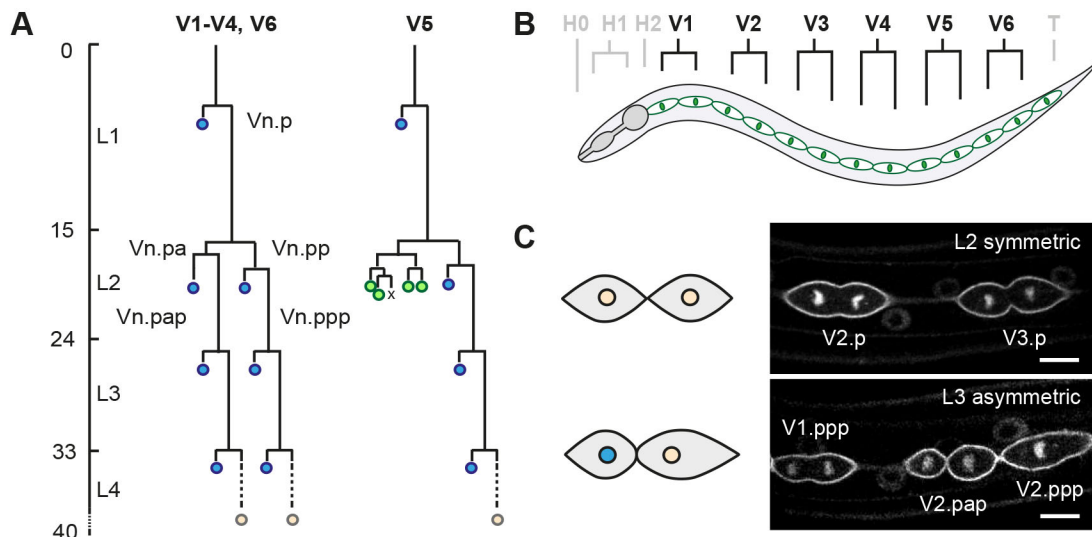 A
V1-V4, V6
V5
0
L1
Vn.p
15
Vn.pa
Vn.pp
L2
x
Vn.pap
Vn.ppp
24
L3
33
L4
40
B
H0 H1 H2 V1 V2 V3 V4 V5 V6 T
C
L2 symmetric
V2.p
V3.p
L3 asymmetric
V1.ppp
V2.pap
V2.ppp